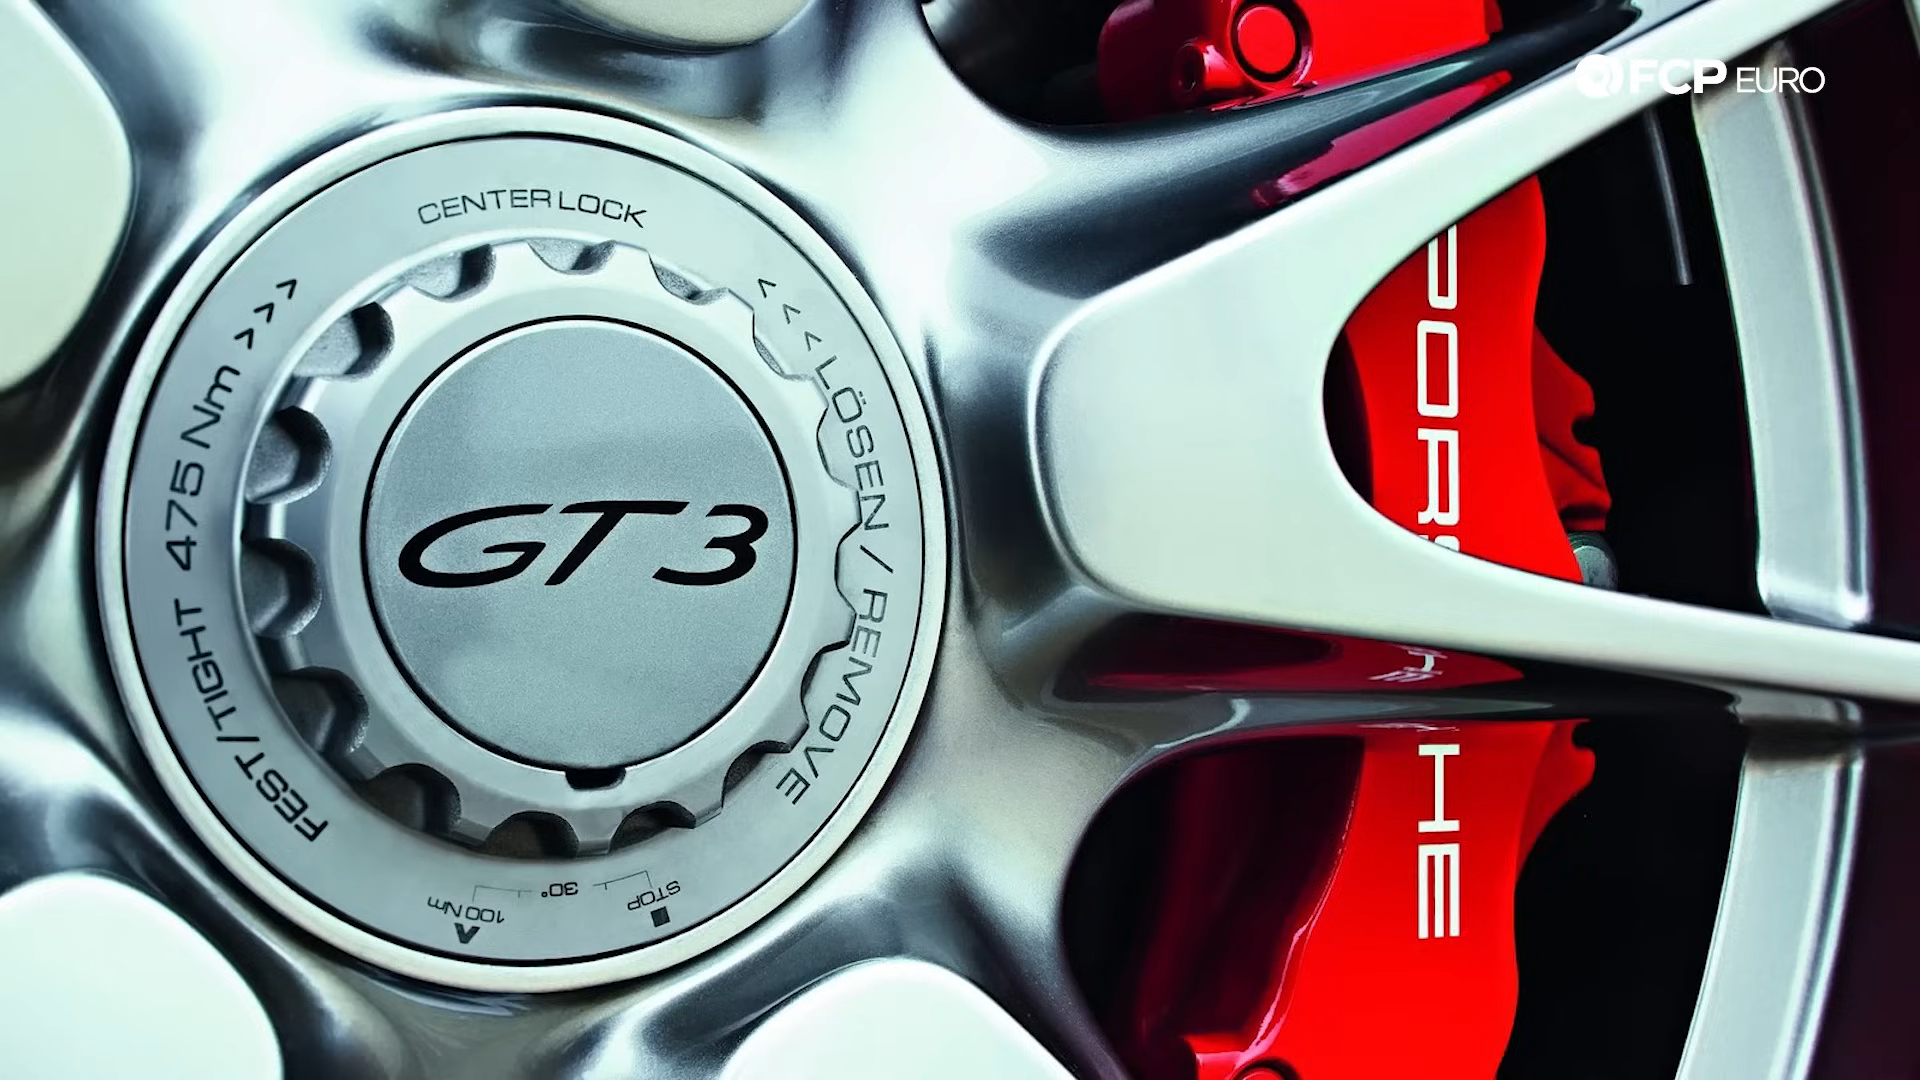 FCP EURO
CENTER LOCK
<<< LÖSEN / REMOVE
FEST/TIGHT 475 Nm >>>
GT3
100 Nm
30°
STOP
PORSCHE